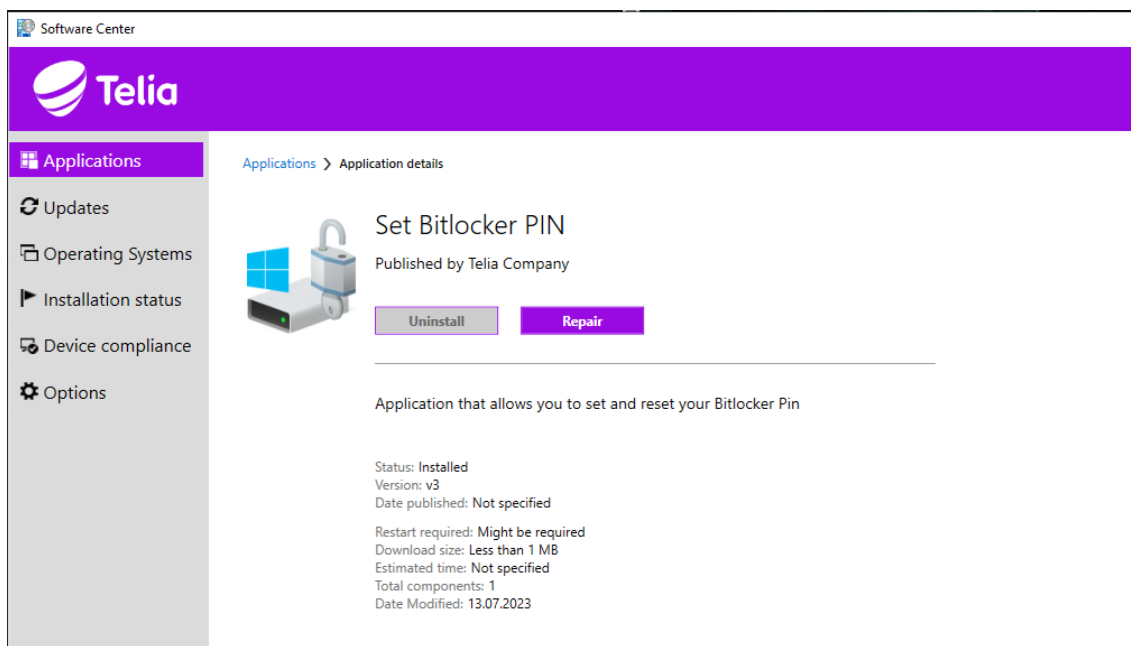 Software Center
Telia
Applications
Updates
Operating Systems
Installation status
Device compliance
Options
Applications ❯ Application details
Set Bitlocker PIN
Published by Telia Company
Uninstall
Repair
Application that allows you to set and reset your Bitlocker Pin
Status: Installed
Version: v3
Date published: Not specified
Restart required: Might be required
Download size: Less than 1 MB
Estimated time: Not specified
Total components: 1
Date Modified: 13.07.2023